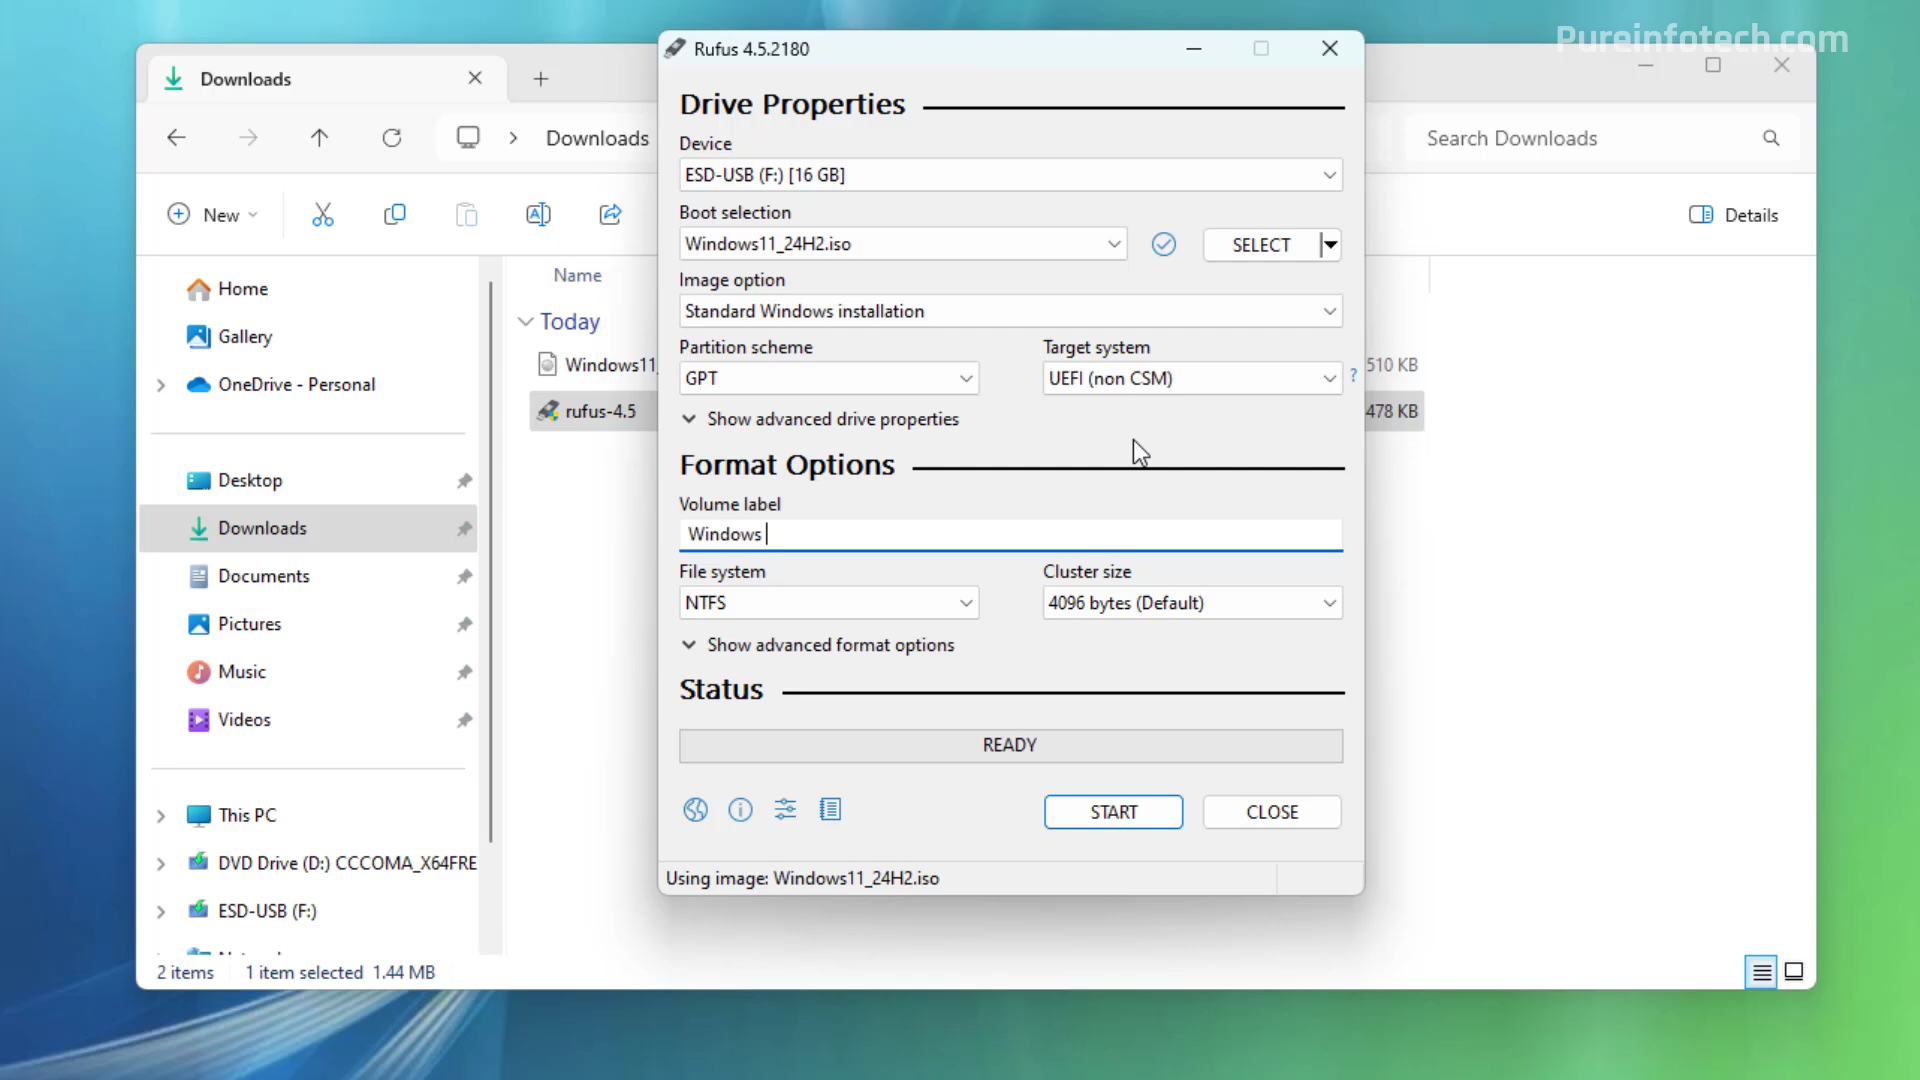 Pureinfotech.com
Downloads
Rufus 4.5.2180
Downloads
Search Downloads
New
Details
Home
Gallery
OneDrive - Personal
Desktop
Downloads
Documents
Pictures
Music
Videos
This PC
DVD Drive (D:) CCCOMA_X64FRE
ESD-USB (F:)
2 items 1 item selected 1.44 MB
Name
Today
Windows11
510 KB
rufus-4.5
478 KB
Drive Properties
Device
ESD-USB (F:) [16 GB]
Boot selection
Windows11_24H2.iso
SELECT
Image option
Standard Windows installation
Partition scheme
Target system
GPT
UEFI (non CSM)
?
Show advanced drive properties
Format Options
Volume label
Windows
File system
Cluster size
NTFS
4096 bytes (Default)
Show advanced format options
Status
READY
START
CLOSE
Using image: Windows11_24H2.iso